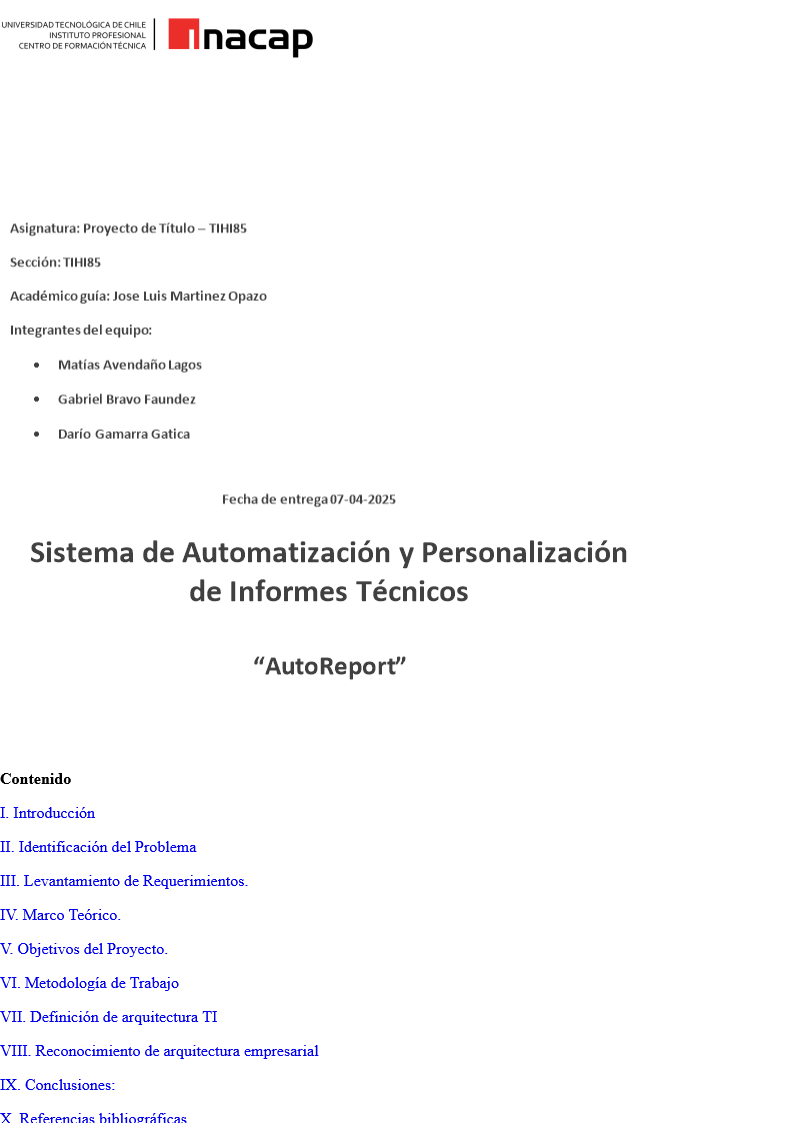 UNIVERSIDAD TECNOLÓGICA DE CHILE
INSTITUTO PROFESIONAL
CENTRO DE FORMACIÓN TÉCNICA
inacap
Asignatura: Proyecto de Título – TIHI85
Sección: TIHI85
Académico guía: Jose Luis Martinez Opazo
Integrantes del equipo:
• Matías Avendaño Lagos
• Gabriel Bravo Faundez
• Darío Gamarra Gatica
Fecha de entrega 07-04-2025
Sistema de Automatización y Personalización
de Informes Técnicos
“AutoReport”
Contenido
I. Introducción
II. Identificación del Problema
III. Levantamiento de Requerimientos.
IV. Marco Teórico.
V. Objetivos del Proyecto.
VI. Metodología de Trabajo
VII. Definición de arquitectura TI
VIII. Reconocimiento de arquitectura empresarial
IX. Conclusiones:
X. Referencias bibliográficas